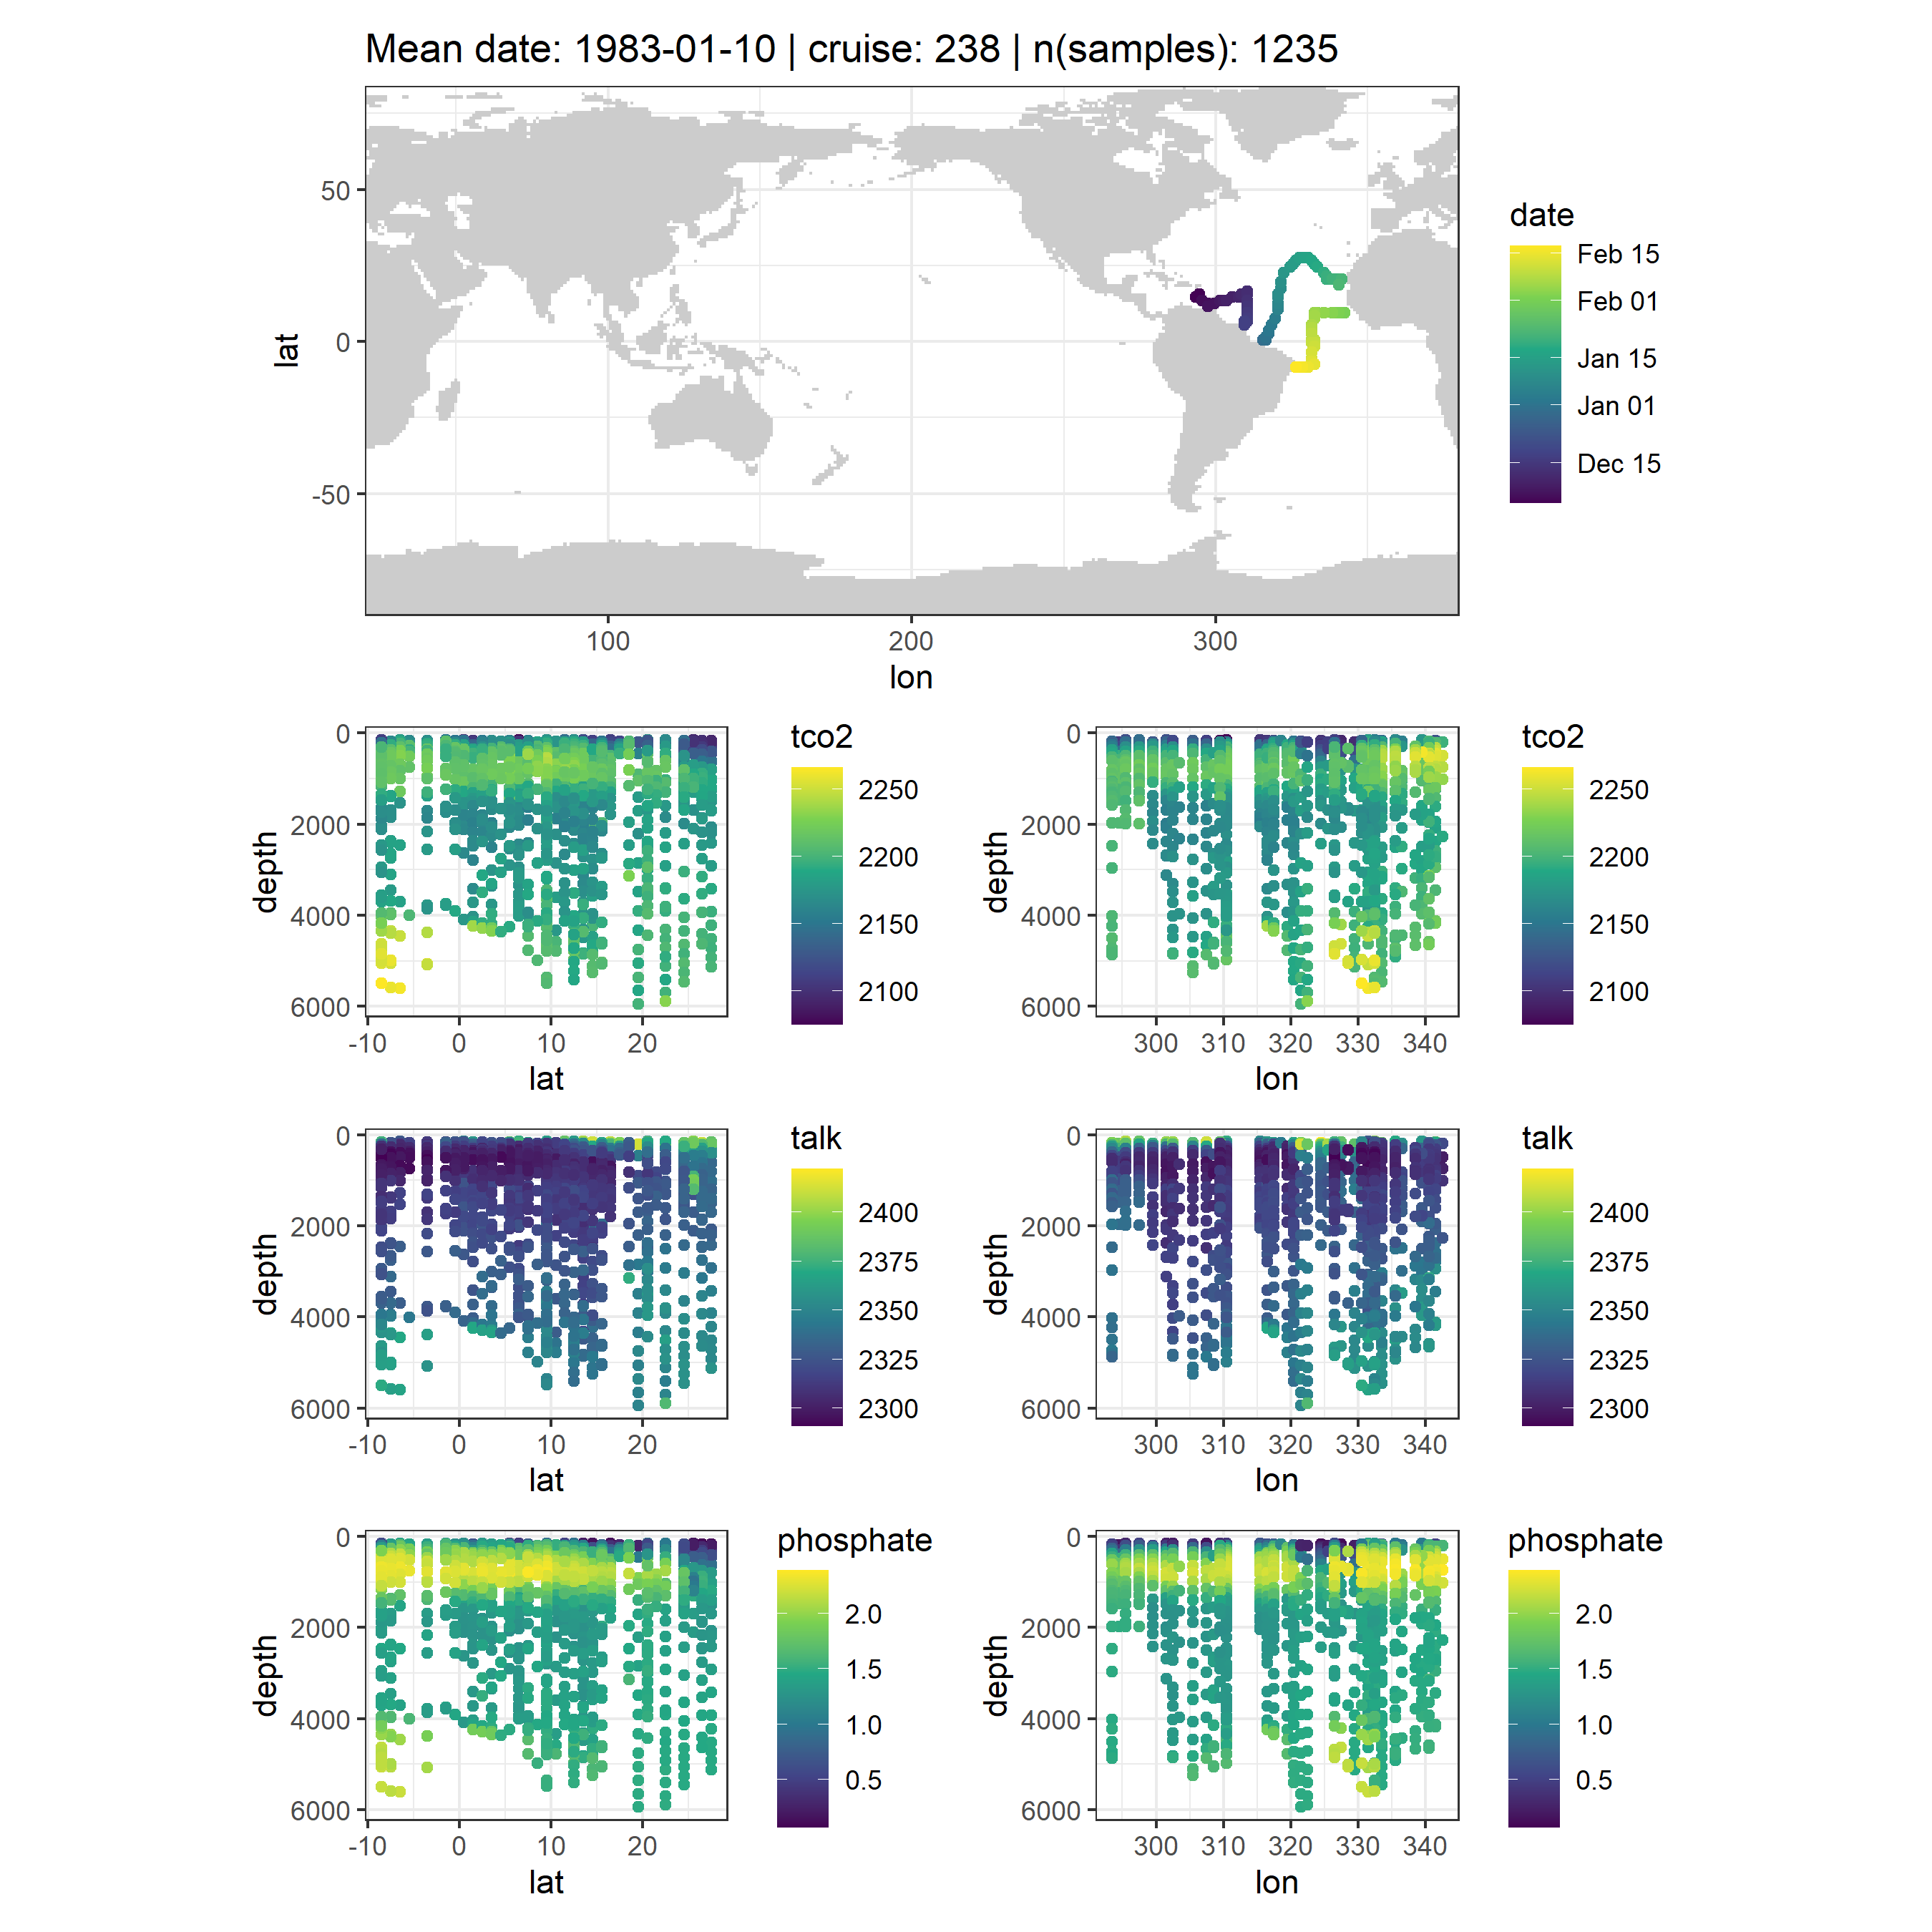 Mean date: 1983-01-10 | cruise: 238 | n(samples): 1235
50
0
-50
lat
100 200 300
lon
date
Feb 15
Feb 01
Jan 15
Jan 01
Dec 15
0
2000
4000
6000
depth
-10 0 10 20
lat
tco2
2250
2200
2150
2100
0
2000
4000
6000
depth
300 310 320 330 340
lon
tco2
2250
2200
2150
2100
0
2000
4000
6000
depth
-10 0 10 20
lat
talk
2400
2375
2350
2325
2300
0
2000
4000
6000
depth
300 310 320 330 340
lon
talk
2400
2375
2350
2325
2300
0
2000
4000
6000
depth
-10 0 10 20
lat
phosphate
2.0
1.5
1.0
0.5
0
2000
4000
6000
depth
300 310 320 330 340
lon
phosphate
2.0
1.5
1.0
0.5